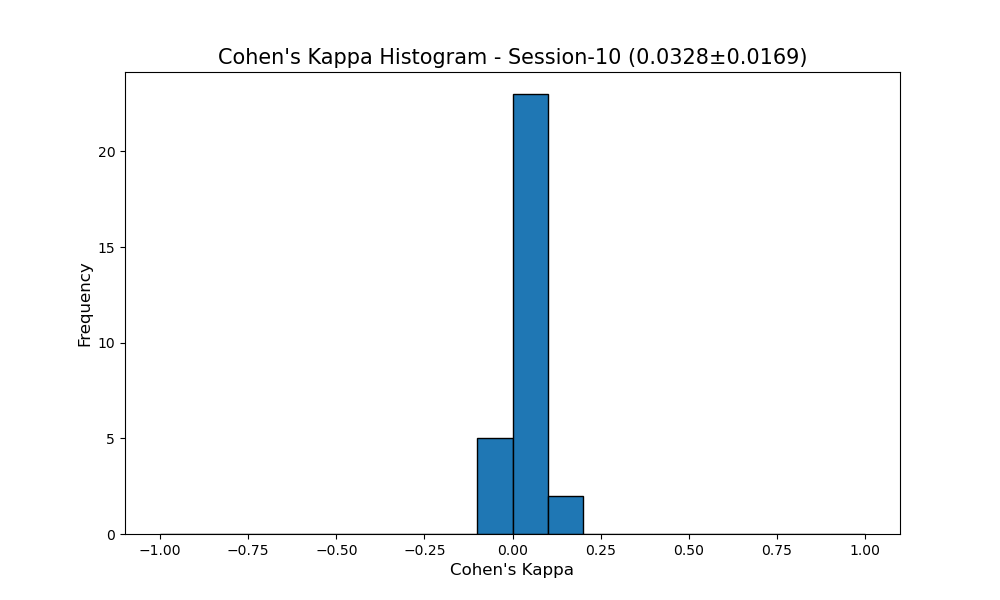 Cohen's Kappa Histogram - Session-10 (0.0328±0.0169)
Frequency
20
15
10
5
0
−1.00 −0.75 −0.50 −0.25 0.00 0.25 0.50 0.75 1.00
Cohen's Kappa